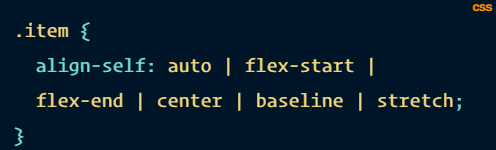 css
.item {
align-self: auto | flex-start |
flex-end | center | baseline | stretch;
}